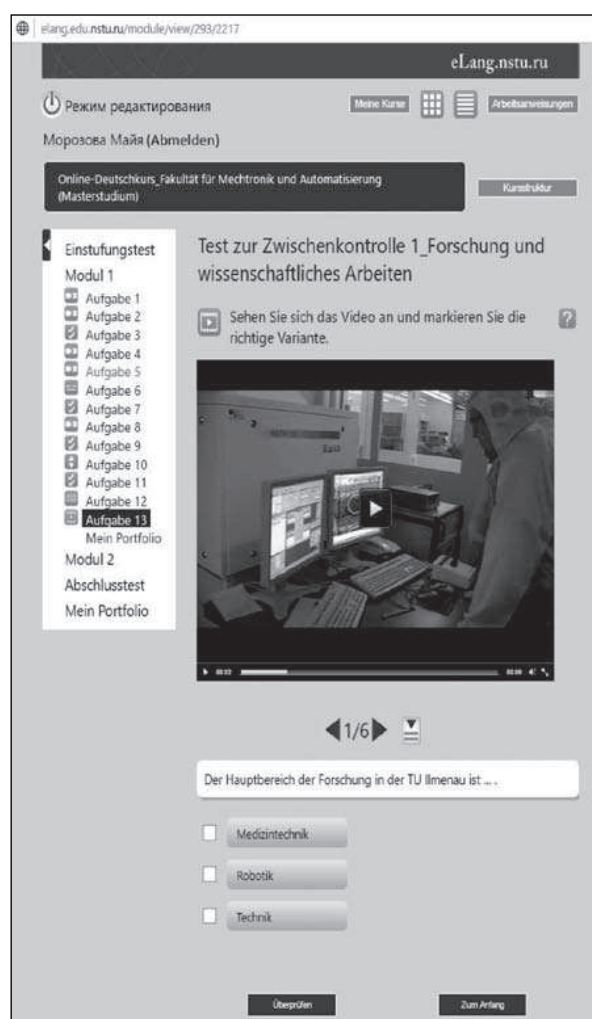 elang.edu.nstu.ru/module/view/293/2217
eLang.nstu.ru
Режим редактирования
Meine Kurse
Arbeitsanweisungen
Морозова Майя (Abmelden)
Online-Deutschkurs_Fakultät für Mechtronik und Automatisierung
(Masterstudium)
Kursstruktur
Einstufungstest
Modul 1
Aufgabe 1
Aufgabe 2
Aufgabe 3
Aufgabe 4
Aufgabe 5
Aufgabe 6
Aufgabe 7
Aufgabe 8
Aufgabe 9
Aufgabe 10
Aufgabe 11
Aufgabe 12
Aufgabe 13
Mein Portfolio
Modul 2
Abschlusstest
Mein Portfolio
Test zur Zwischenkontrolle 1_Forschung und
wissenschaftliches Arbeiten
Sehen Sie sich das Video an und markieren Sie die
richtige Variante.
?
1/6
Der Hauptbereich der Forschung in der TU Ilmenau ist ... .
Medizintechnik
Robotik
Technik
Überprüfen
Zum Anfang